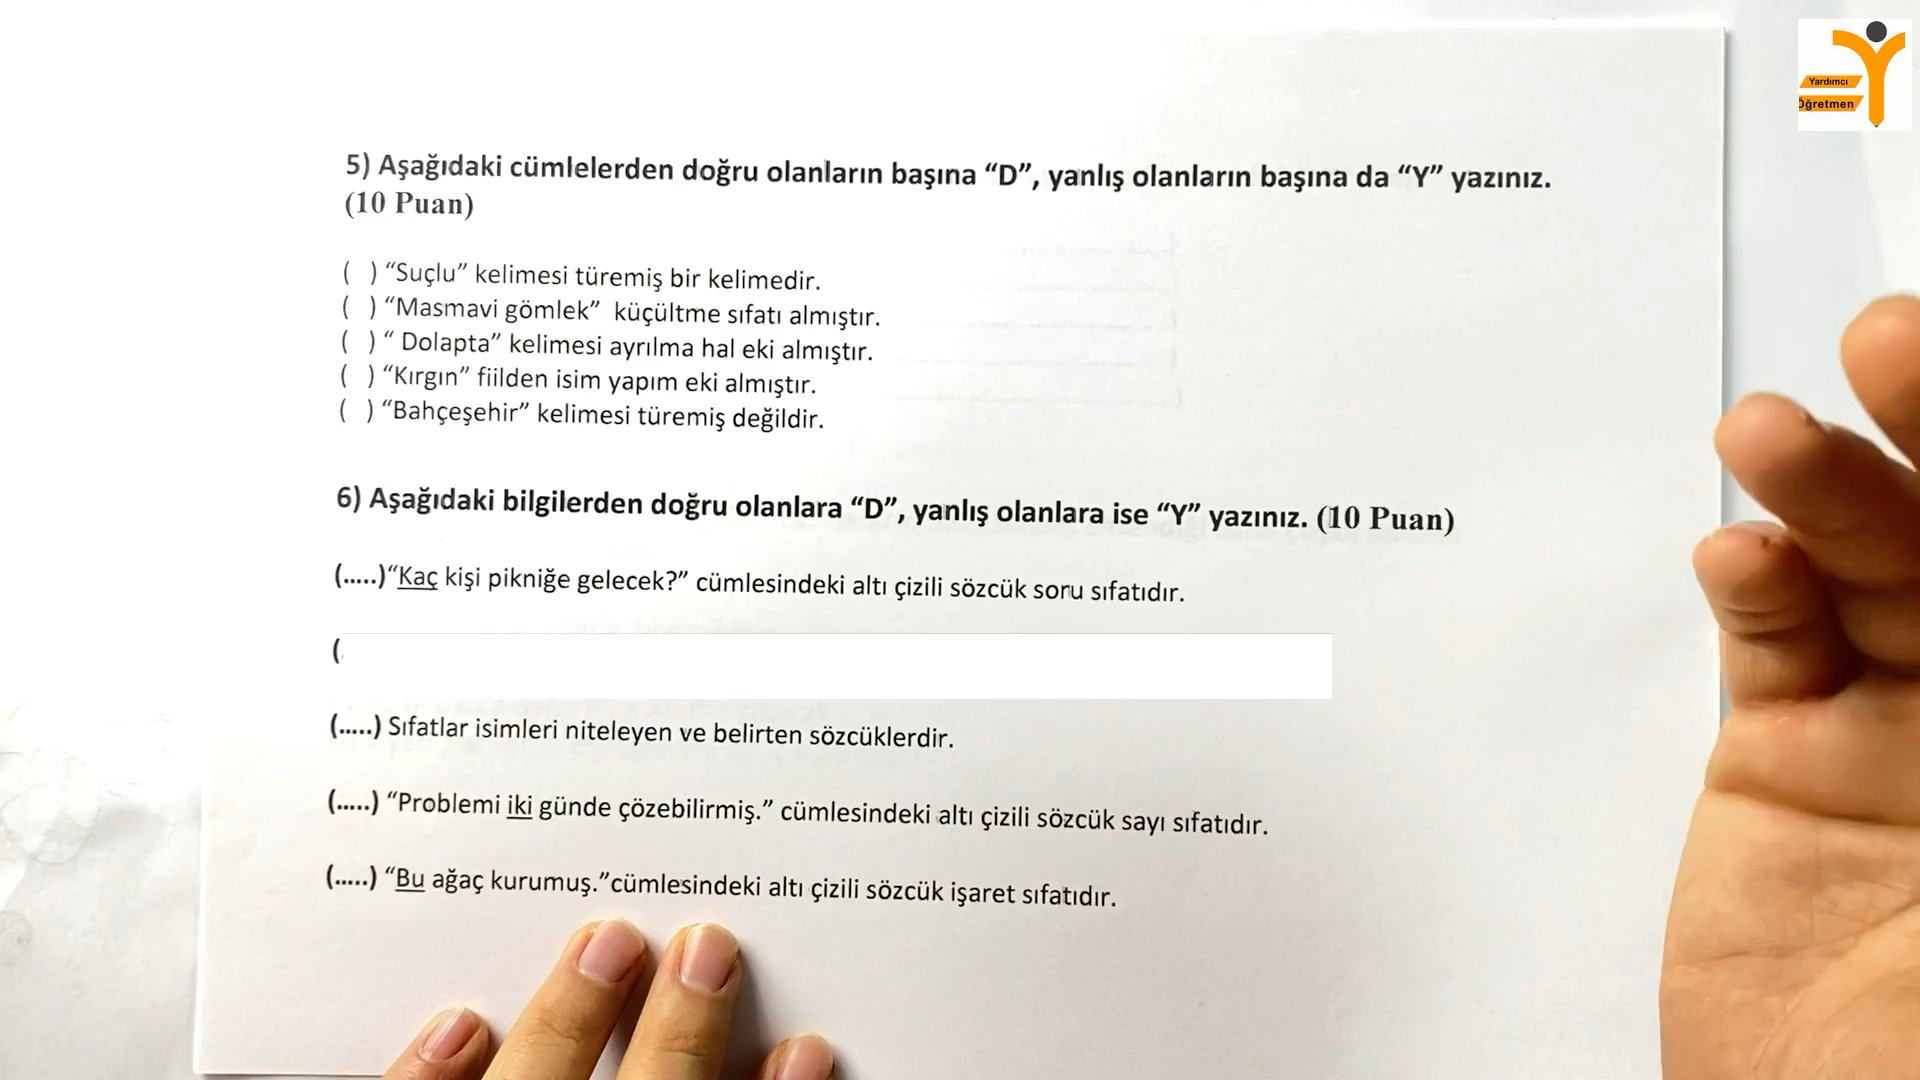 Yardımcı
Öğretmen
5) Aşağıdaki cümlelerden doğru olanların başına “D”, yanlış olanların başına da “Y” yazınız.
(10 Puan)
( ) “Suçlu” kelimesi türemiş bir kelimedir.
( ) “Masmavi gömlek” küçültme sıfatı almıştır.
( ) “ Dolapta” kelimesi ayrılma hal eki almıştır.
( ) “Kırgın” fiilden isim yapım eki almıştır.
( ) “Bahçeşehir” kelimesi türemiş değildir.
6) Aşağıdaki bilgilerden doğru olanlara “D”, yanlış olanlara ise “Y” yazınız. (10 Puan)
(.....)“Kaç kişi pikniğe gelecek?” cümlesindeki altı çizili sözcük soru sıfatıdır.
(
(.....) Sıfatlar isimleri niteleyen ve belirten sözcüklerdir.
(.....) “Problemi iki günde çözebilirmiş.” cümlesindeki altı çizili sözcük sayı sıfatıdır.
(.....) “Bu ağaç kurumuş.”cümlesindeki altı çizili sözcük işaret sıfatıdır.